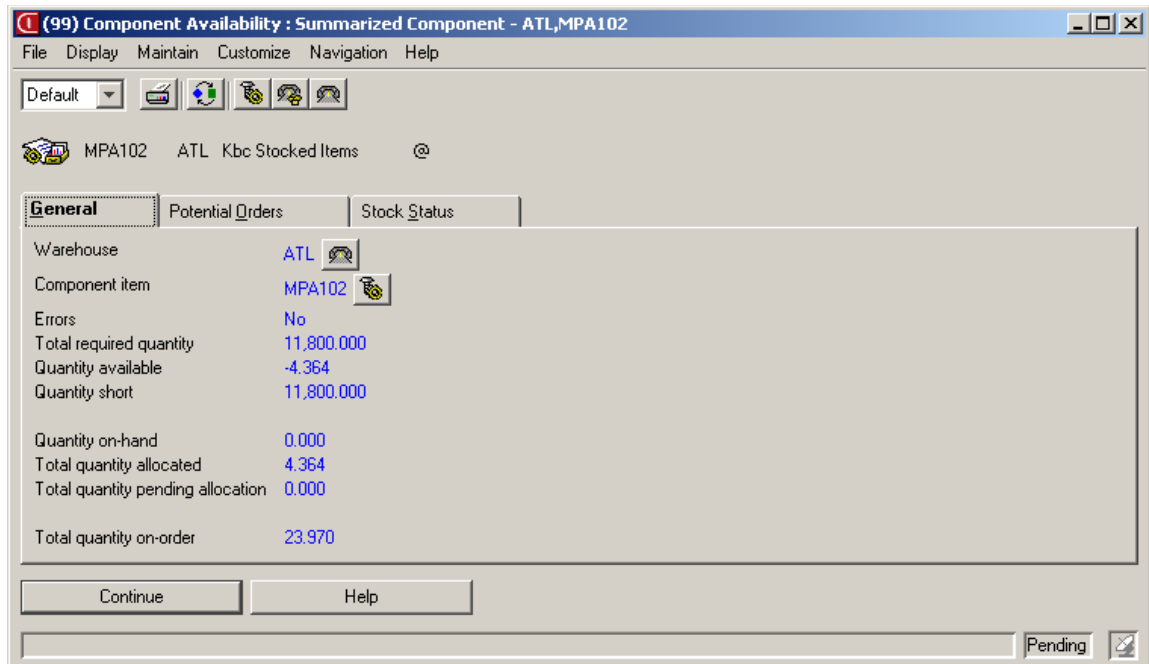 (99) Component Availability : Summarized Component - ATL,MPA102
File Display Maintain Customize Navigation Help
Default
MPA102 ATL Kbc Stocked Items @
General Potential Orders Stock Status
Warehouse ATL
Component item MPA102
Errors No
Total required quantity 11,800.000
Quantity available -4.364
Quantity short 11,800.000
Quantity on-hand 0.000
Total quantity allocated 4.364
Total quantity pending allocation 0.000
Total quantity on-order 23.970
Continue Help
Pending